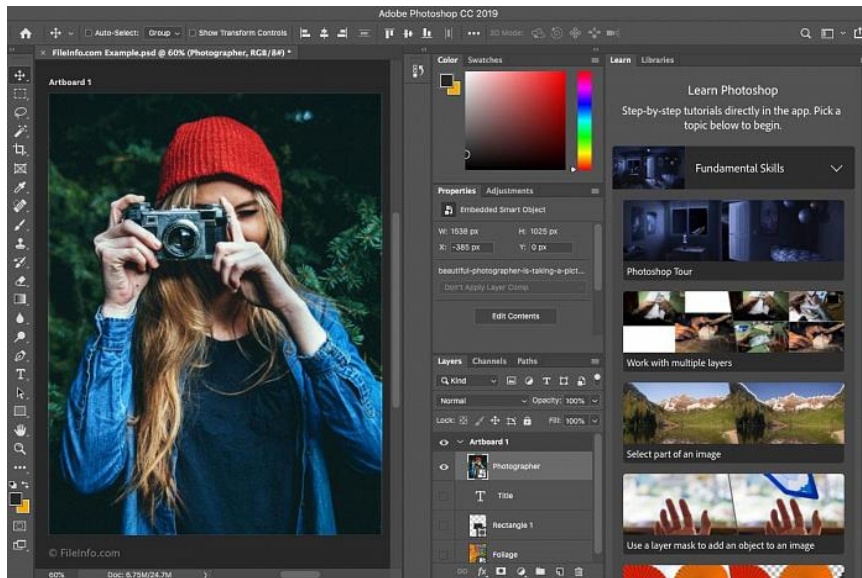 Adobe Photoshop CC 2019
Auto-Select: Group Show Transform Controls 3D Mode:
× FileInfo.com Example.psd @ 60% (Photographer, RGB/8#) *
Artboard 1
© FileInfo.com
60% Doc: 6.75M/24.7M
Color Swatches
Properties Adjustments
Embedded Smart Object
W: 1538 px H: 1025 px
X: -385 px Y: 0 px
beautiful-photographer-is-taking-a-pict...
Don't Apply Layer Comp
Edit Contents
Layers Channels Paths
Kind
Normal Opacity: 100%
Lock: Fill: 100%
Artboard 1
Photographer
T Title
Rectangle 1
Foliage
fx
Learn Libraries
Learn Photoshop
Step-by-step tutorials directly in the app. Pick a
topic below to begin.
Fundamental Skills
Photoshop Tour
Work with multiple layers
Select part of an image
Use a layer mask to add an object to an image